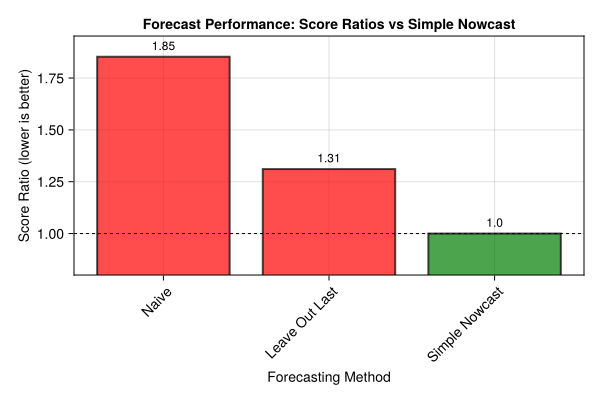 Forecast Performance: Score Ratios vs Simple Nowcast
Score Ratio (lower is better)
1.75
1.50
1.25
1.00
1.85
1.31
1.0
Naive
Leave Out Last
Simple Nowcast
Forecasting Method